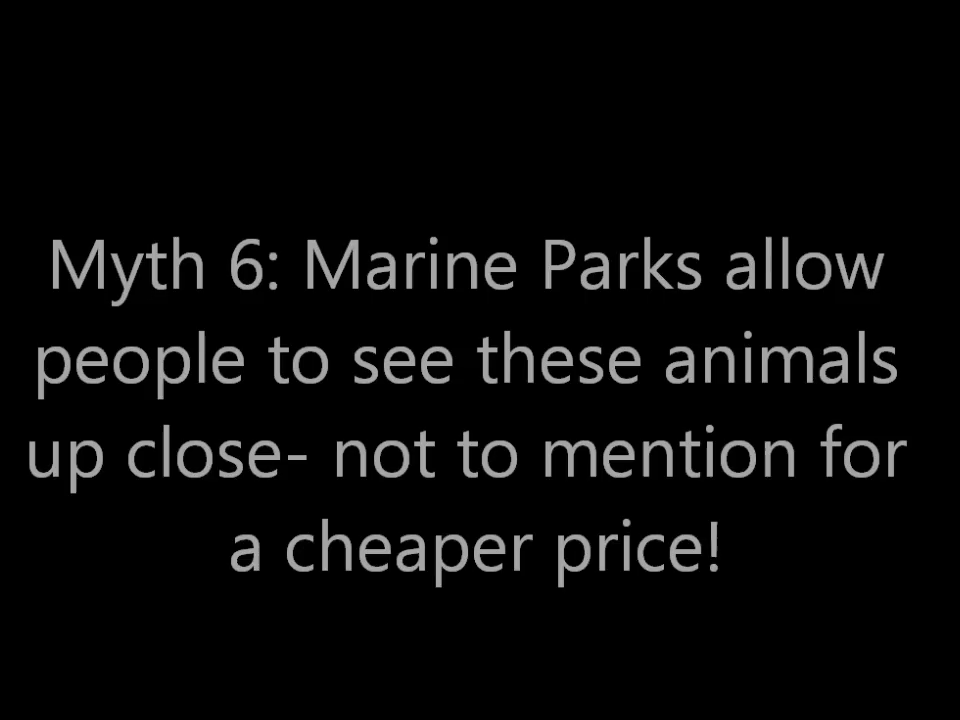 Myth 6: Marine Parks allow
people to see these animals
up close- not to mention for
a cheaper price!